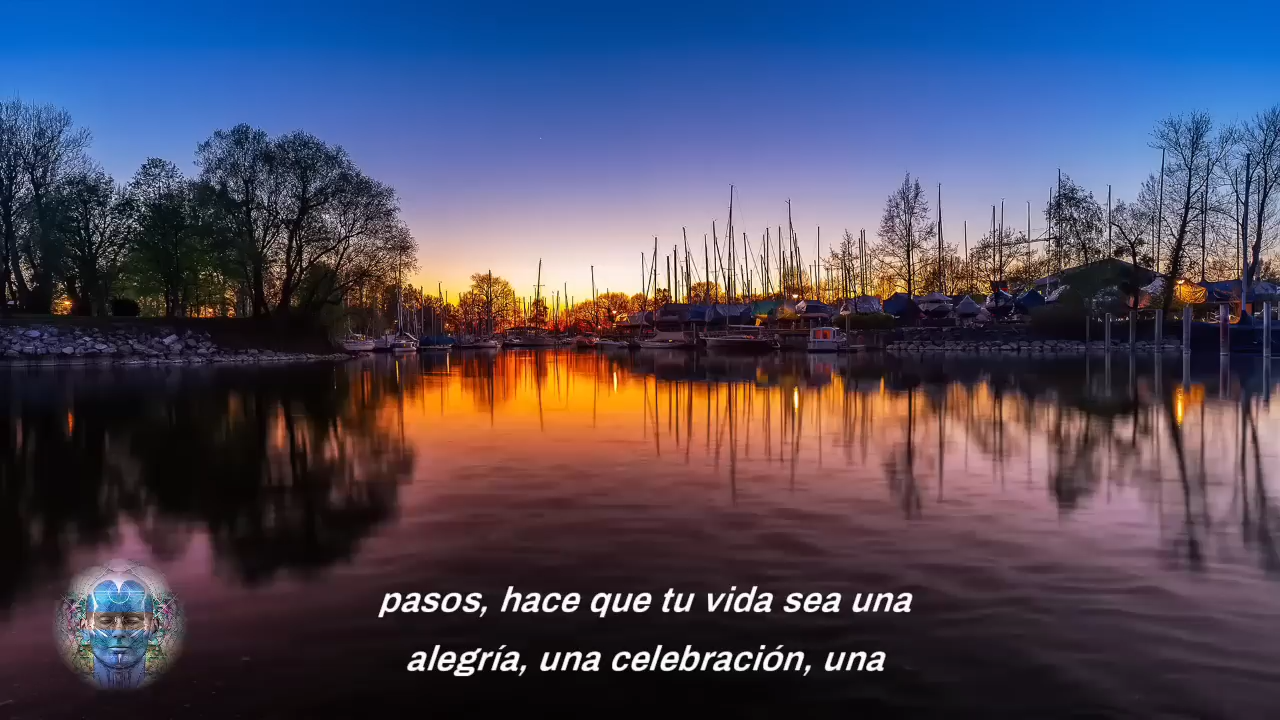 pasos, hace que tu vida sea una
alegría, una celebración, una